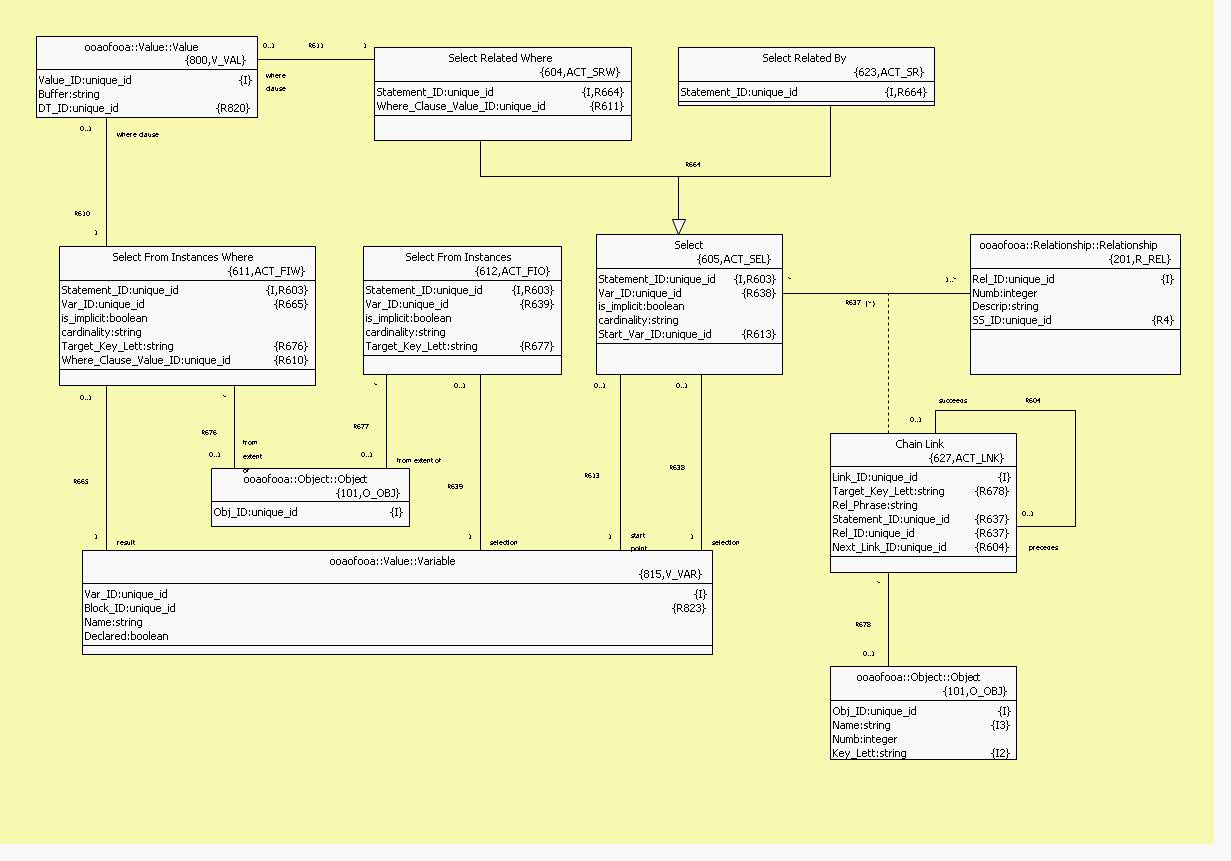 ooaofooa::Value::Value
{800,V_VAL}
Value_ID:unique_id {I}
Buffer:string
DT_ID:unique_id {R820}
0..1 R611 1
where
clause
Select Related Where
{604,ACT_SRW}
Statement_ID:unique_id {I,R664}
Where_Clause_Value_ID:unique_id {R611}
Select Related By
{623,ACT_SR}
Statement_ID:unique_id {I,R664}
0..1
where clause
R610
1
R664
Select From Instances Where
{611,ACT_FIW}
Statement_ID:unique_id {I,R603}
Var_ID:unique_id {R665}
is_implicit:boolean
cardinality:string
Target_Key_Lett:string {R676}
Where_Clause_Value_ID:unique_id {R610}
Select From Instances
{612,ACT_FIO}
Statement_ID:unique_id {I,R603}
Var_ID:unique_id {R639}
is_implicit:boolean
cardinality:string
Target_Key_Lett:string {R677}
Select
{605,ACT_SEL}
Statement_ID:unique_id {I,R603}
Var_ID:unique_id {R638}
is_implicit:boolean
cardinality:string
Start_Var_ID:unique_id {R613}
* 1..*
R637 {*}
ooaofooa::Relationship::Relationship
{201,R_REL}
Rel_ID:unique_id {I}
Numb:integer
Descrip:string
SS_ID:unique_id {R4}
0..1
R665
1
result
*
R676
0..1
from
extent
of
*
R677
0..1
from extent of
0..1
R639
1
selection
0..1
R613
1
start
point
0..1
R638
1
selection
ooaofooa::Object::Object
{101,O_OBJ}
Obj_ID:unique_id {I}
succeeds R604
0..1
Chain Link
{627,ACT_LNK}
Link_ID:unique_id {I}
Target_Key_Lett:string {R678}
Rel_Phrase:string
Statement_ID:unique_id {R637}
Rel_ID:unique_id {R637}
Next_Link_ID:unique_id {R604}
0..1
precedes
ooaofooa::Value::Variable
{815,V_VAR}
Var_ID:unique_id {I}
Block_ID:unique_id {R823}
Name:string
Declared:boolean
*
R678
0..1
ooaofooa::Object::Object
{101,O_OBJ}
Obj_ID:unique_id {I}
Name:string {I3}
Numb:integer
Key_Lett:string {I2}